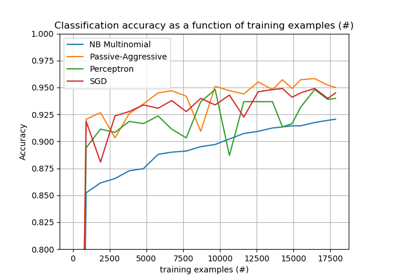 Classification accuracy as a function of training examples (#)
1.000
0.975
0.950
0.925
0.900
0.875
0.850
0.825
0.800
Accuracy
NB Multinomial
Passive-Aggressive
Perceptron
SGD
0 2500 5000 7500 10000 12500 15000 17500
training examples (#)